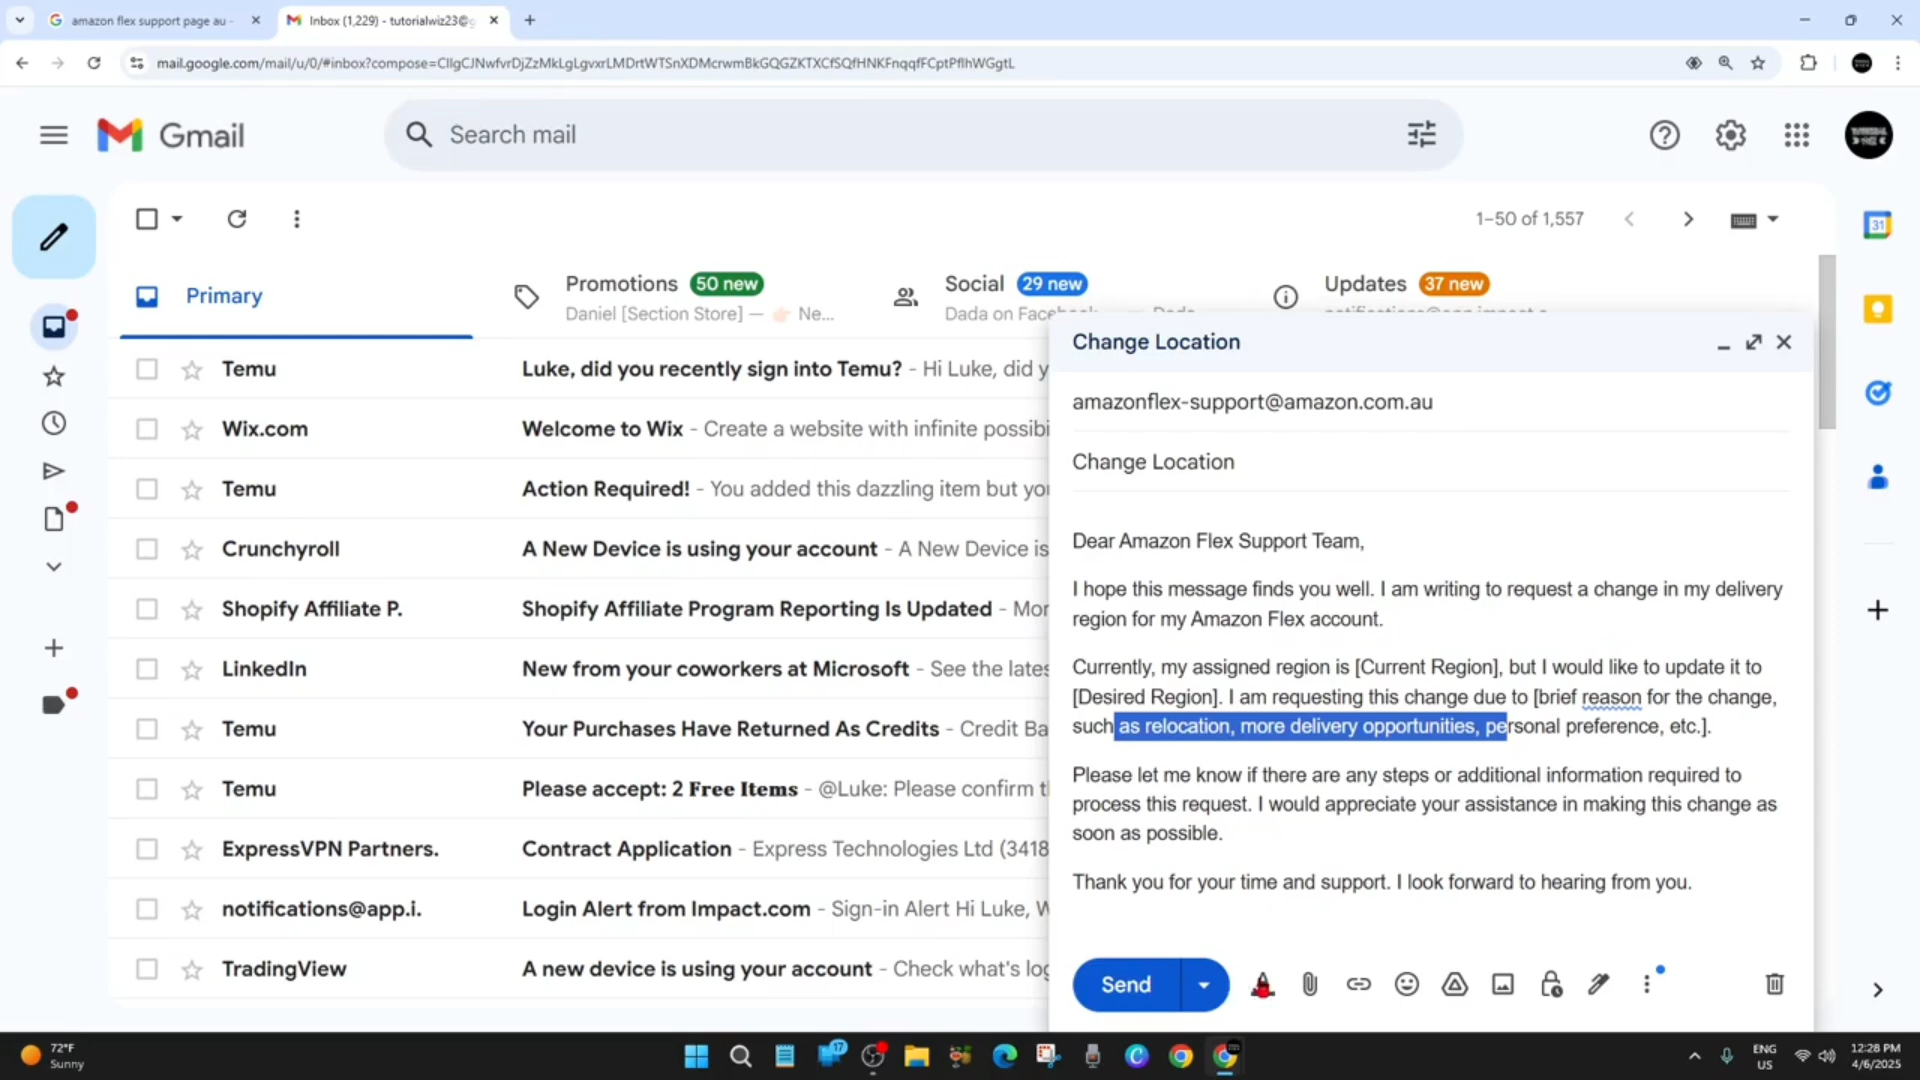 amazon flex support page au -
Inbox (1,229) - tutorialwiz23@g
mail.google.com/mail/u/0/#inbox?compose=CllgCJNwfvrDjZzMkLgLgvxrLMDrtWTSnXDMcrwmBkGQGZKTXCfSQfHNKFnqqfFCptPflhWGgtL
Gmail
Search mail
1–50 of 1,557
Primary
Promotions 50 new
Daniel [Section Store] — 👉🏻 Ne...
Social 29 new
Dada on Facebook — Dada
Updates 37 new
Temu Luke, did you recently sign into Temu? - Hi Luke, did y
Wix.com Welcome to Wix - Create a website with infinite possibi
Temu Action Required! - You added this dazzling item but yo
Crunchyroll A New Device is using your account - A New Device is
Shopify Affiliate P. Shopify Affiliate Program Reporting Is Updated - Mor
LinkedIn New from your coworkers at Microsoft - See the lates
Temu Your Purchases Have Returned As Credits - Credit Ba
Temu Please accept: 2 Free Items - @Luke: Please confirm t
ExpressVPN Partners. Contract Application - Express Technologies Ltd (3418
notifications@app.i. Login Alert from Impact.com - Sign-in Alert Hi Luke, W
TradingView A new device is using your account - Check what's log
Change Location
amazonflex-support@amazon.com.au
Change Location
Dear Amazon Flex Support Team,
I hope this message finds you well. I am writing to request a change in my delivery
region for my Amazon Flex account.
Currently, my assigned region is [Current Region], but I would like to update it to
[Desired Region]. I am requesting this change due to [brief reason for the change,
such as relocation, more delivery opportunities, personal preference, etc.].
Please let me know if there are any steps or additional information required to
process this request. I would appreciate your assistance in making this change as
soon as possible.
Thank you for your time and support. I look forward to hearing from you.
Send
31
72°F
Sunny
17
ENG
US
12:28 PM
4/6/2025